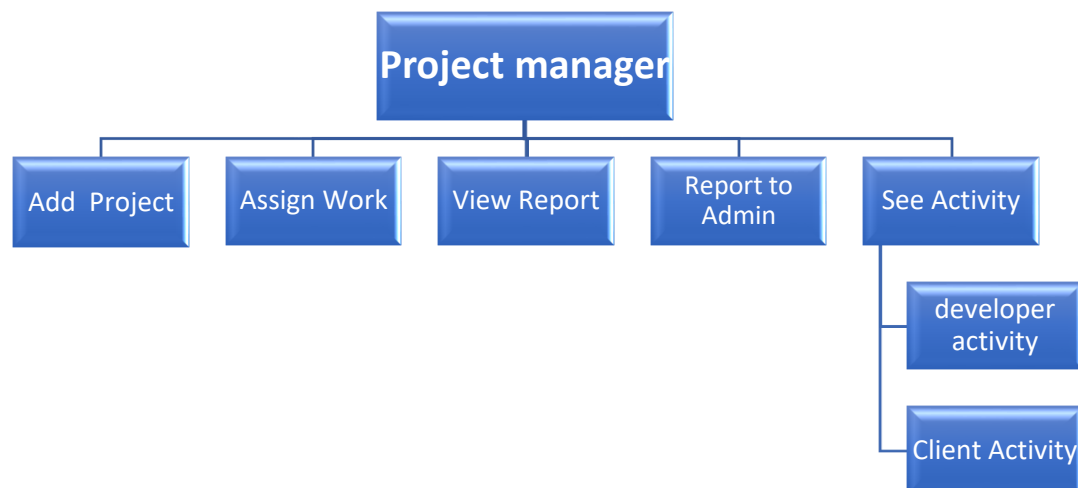 Project manager
Add  Project
Assign Work
View Report
Report to
Admin
See Activity
developer
activity
Client Activity